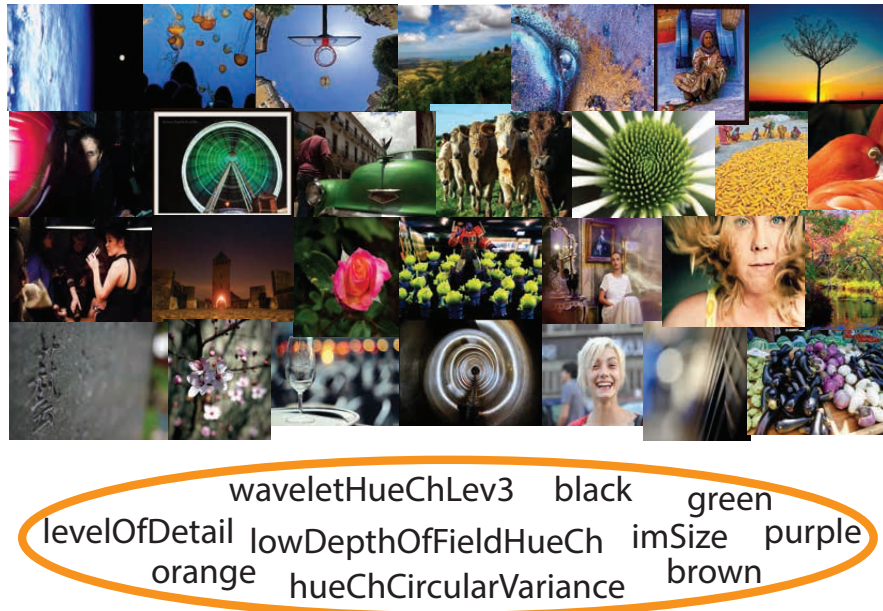 waveletHueChLev3 black green
levelOfDetail lowDepthOfFieldHueCh imSize purple
orange hueChCircularVariance brown